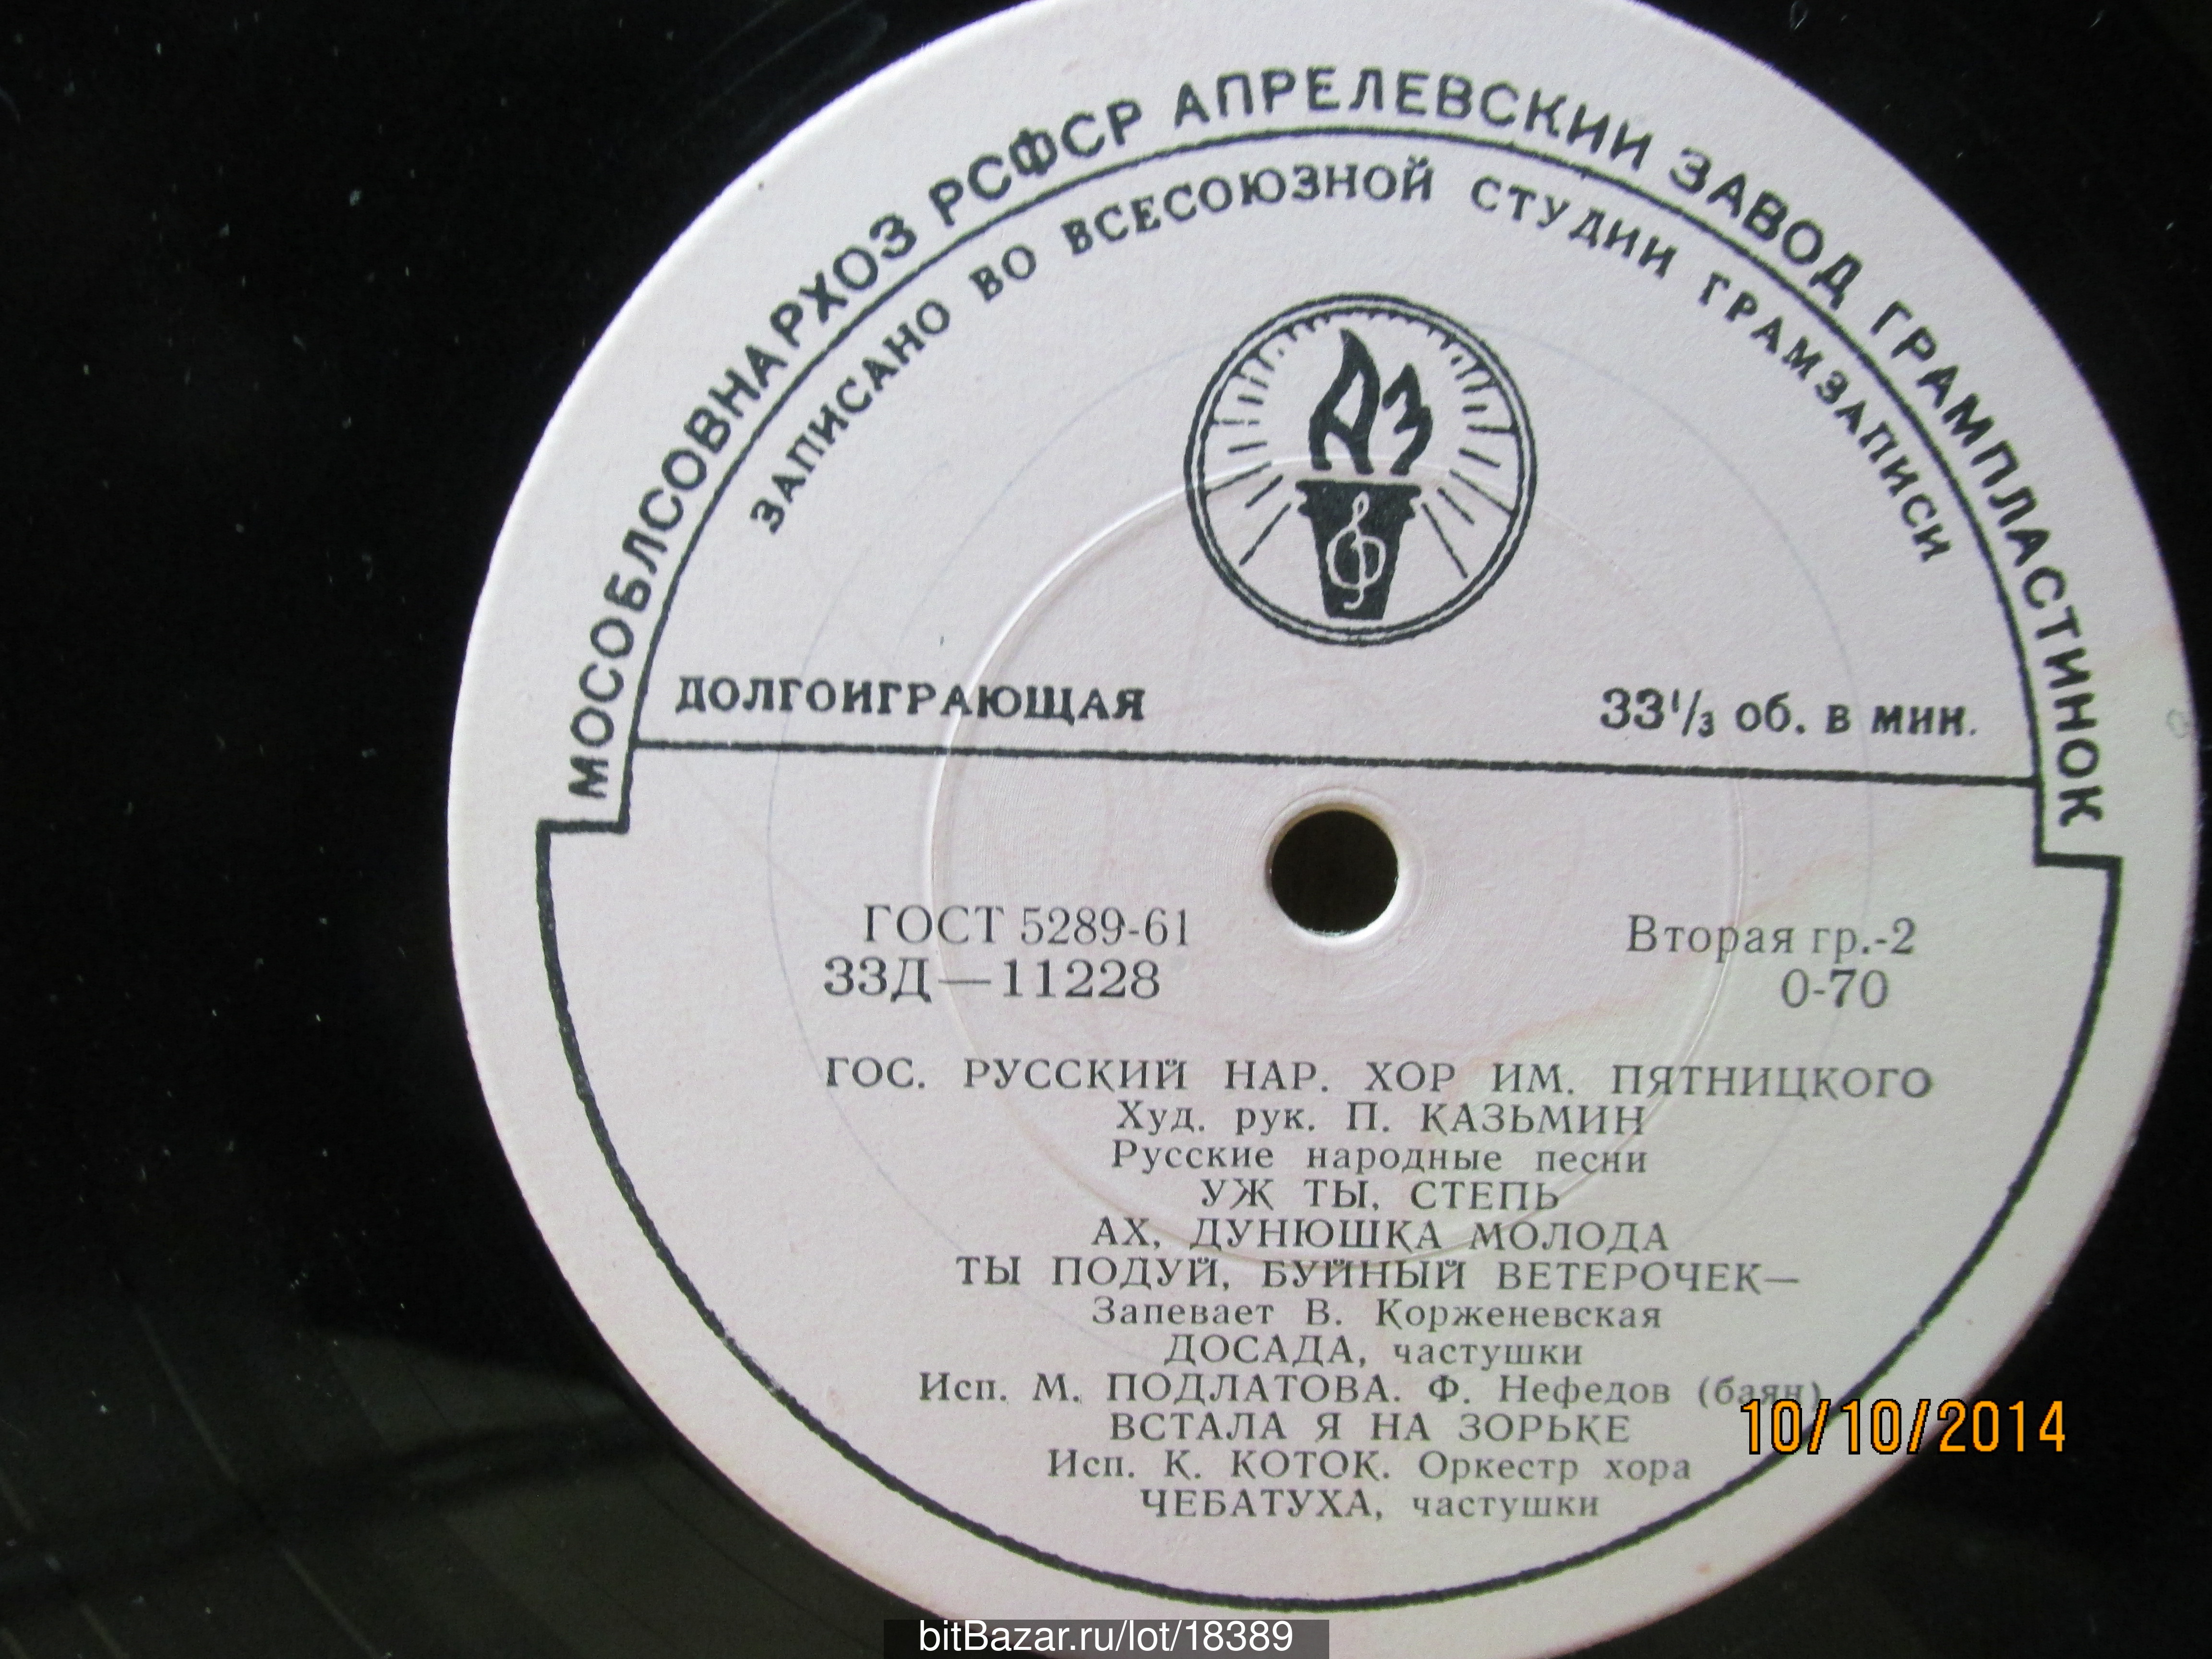 МОСОБЛСОВНАРХОЗ РСФСР АПРЕЛЕВСКИЙ ЗАВОД ГРАМПЛАСТИНОК
ЗАПИСАНО ВО ВСЕСОЮЗНОЙ СТУДИИ ГРАМЗАПИСИ
АЗ
ДОЛГОИГРАЮЩАЯ
33 1/3 об. в мин.
ГОСТ 5289-61
Вторая гр.-2
33Д—11228
0-70
ГОС. РУССКИЙ НАР. ХОР ИМ. ПЯТНИЦКОГО
Худ. рук. П. КАЗЬМИН
Русские народные песни
УЖ ТЫ, СТЕПЬ
АХ, ДУНЮШКА МОЛОДА
ТЫ ПОДУЙ, БУЙНЫЙ ВЕТЕРОЧЕК—
Запевает В. Корженевская
ДОСАДА, частушки
Исп. М. ПОДЛАТОВА. Ф. Нефедов (баян)
ВСТАЛА Я НА ЗОРЬКЕ
Исп. К. КОТОК. Оркестр хора
ЧЕБАТУХА, частушки
10/10/2014
bitBazar.ru/lot/18389